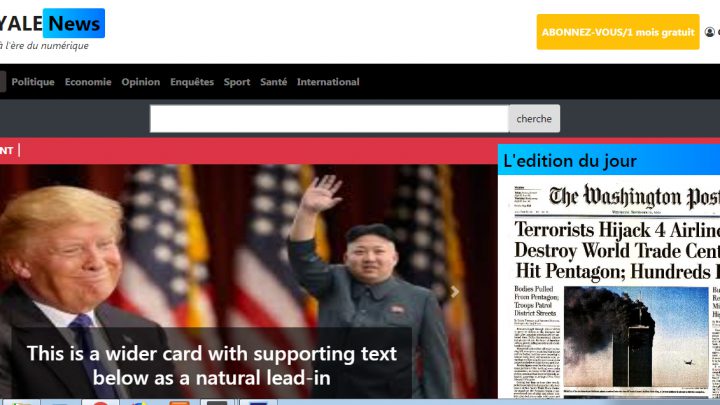 YALE News
à l'ère du numérique
ABONNEZ-VOUS/1 mois gratuit
Politique Economie Opinion Enquêtes Sport Santé International
cherche
NT |
L'edition du jour
The Washington Post
Terrorists Hijack 4 Airline
Destroy World Trade Cent
Hit Pentagon; Hundreds
Bodies Pulled
From Pentagon;
Troops Patrol
District Streets
This is a wider card with supporting text
below as a natural lead-in